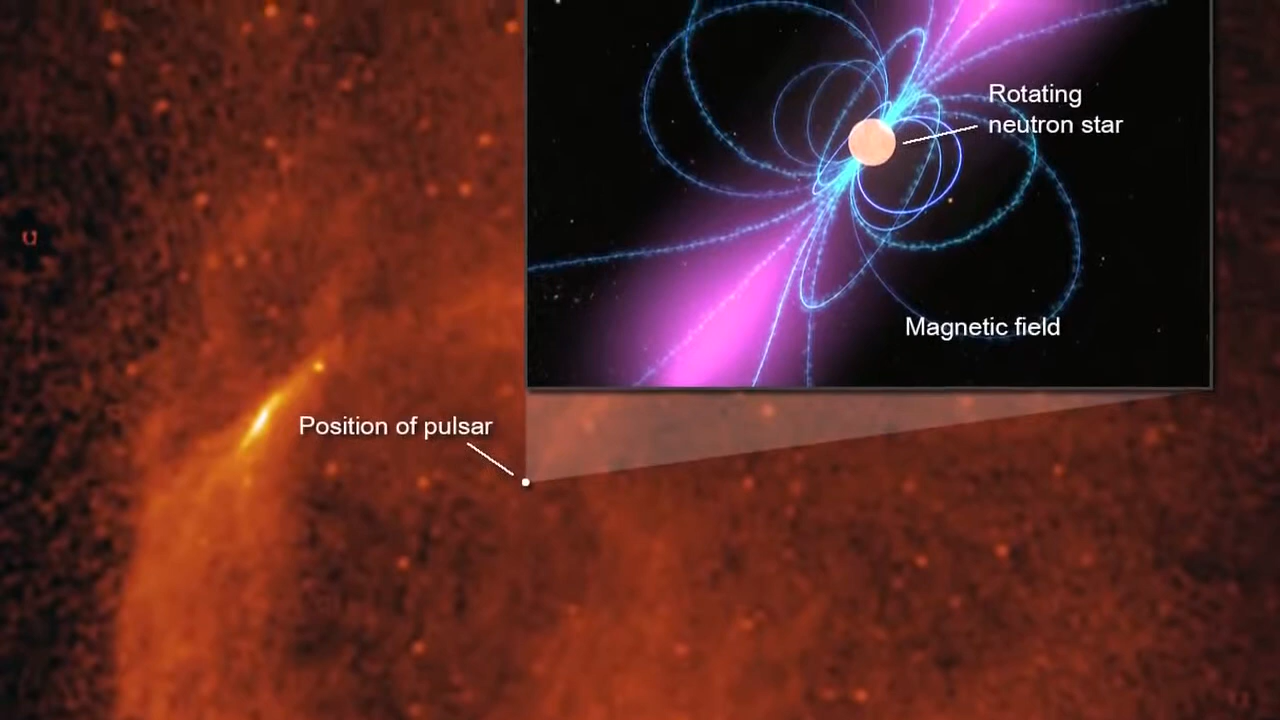 Rotating
neutron star
Magnetic field
Position of pulsar